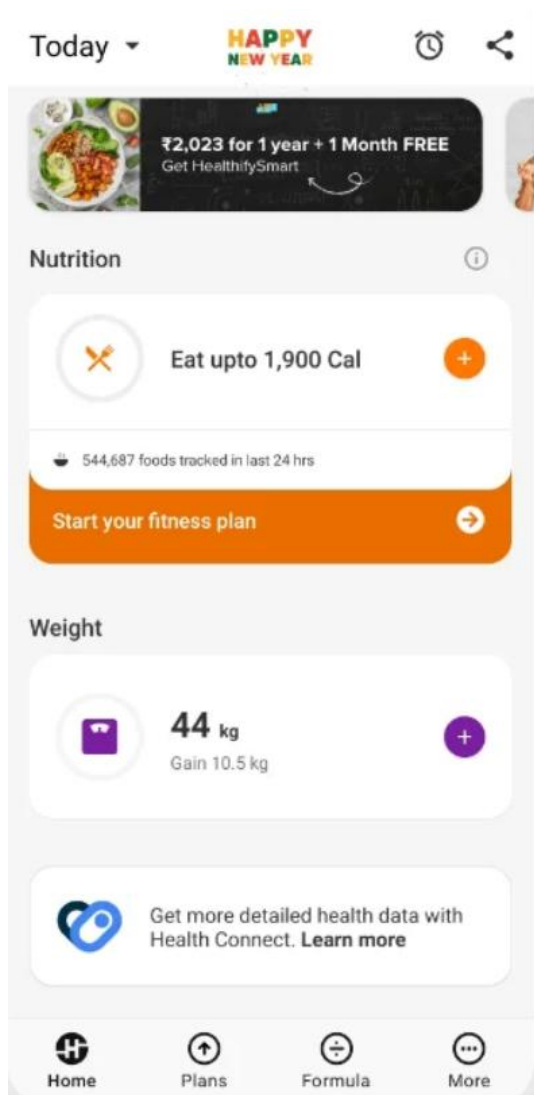 Today
HAPPY
NEW YEAR
₹2,023 for 1 year + 1 Month FREE
Get HealthifySmart
Nutrition
Eat upto 1,900 Cal
544,687 foods tracked in last 24 hrs
Start your fitness plan
Weight
44 kg
Gain 10.5 kg
Get more detailed health data with
Health Connect. Learn more
Home
Plans
Formula
More